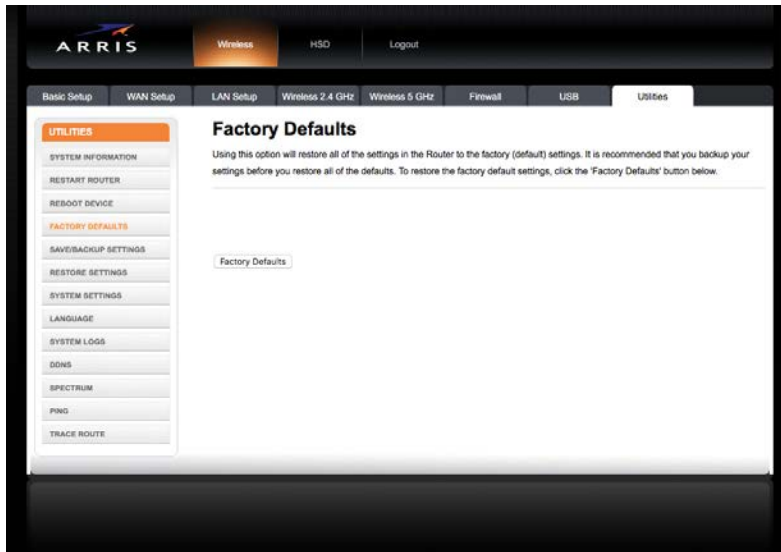 ARRIS
Wireless
HSD
Logout
Basic Setup
WAN Setup
LAN Setup
Wireless 2.4 GHz
Wireless 5 GHz
Firewall
USB
Utilities
UTILITIES
SYSTEM INFORMATION
RESTART ROUTER
REBOOT DEVICE
FACTORY DEFAULTS
SAVE/BACKUP SETTINGS
RESTORE SETTINGS
SYSTEM SETTINGS
LANGUAGE
SYSTEM LOGS
DDNS
SPECTRUM
PING
TRACE ROUTE
Factory Defaults
Using this option will restore all of the settings in the Router to the factory (default) settings. It is recommended that you backup your
settings before you restore all of the defaults. To restore the factory default settings, click the 'Factory Defaults' button below.
Factory Defaults